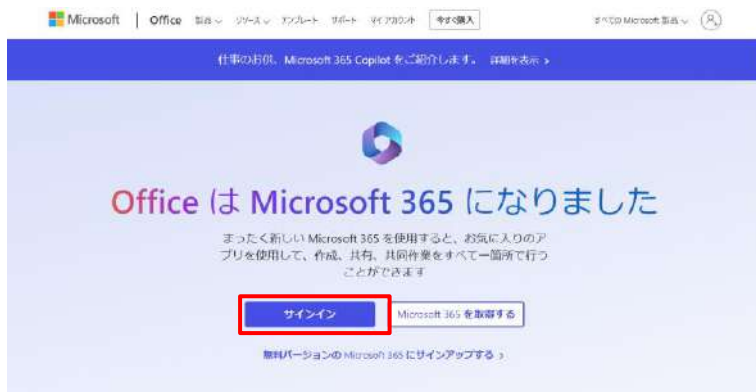 Microsoft | Office 製品 リソース テンプレート サポート マイ アカウント 今すぐ購入 すべての Microsoft 製品
仕事のお供、Microsoft 365 Copilot をご紹介します。 詳細を表示 >
Office は Microsoft 365 になりました
まったく新しい Microsoft 365 を使用すると、お気に入りのア
プリを使用して、作成、共有、共同作業をすべて一箇所で行う
ことができます
サインイン Microsoft 365 を取得する
無料バージョンの Microsoft 365 にサインアップする >